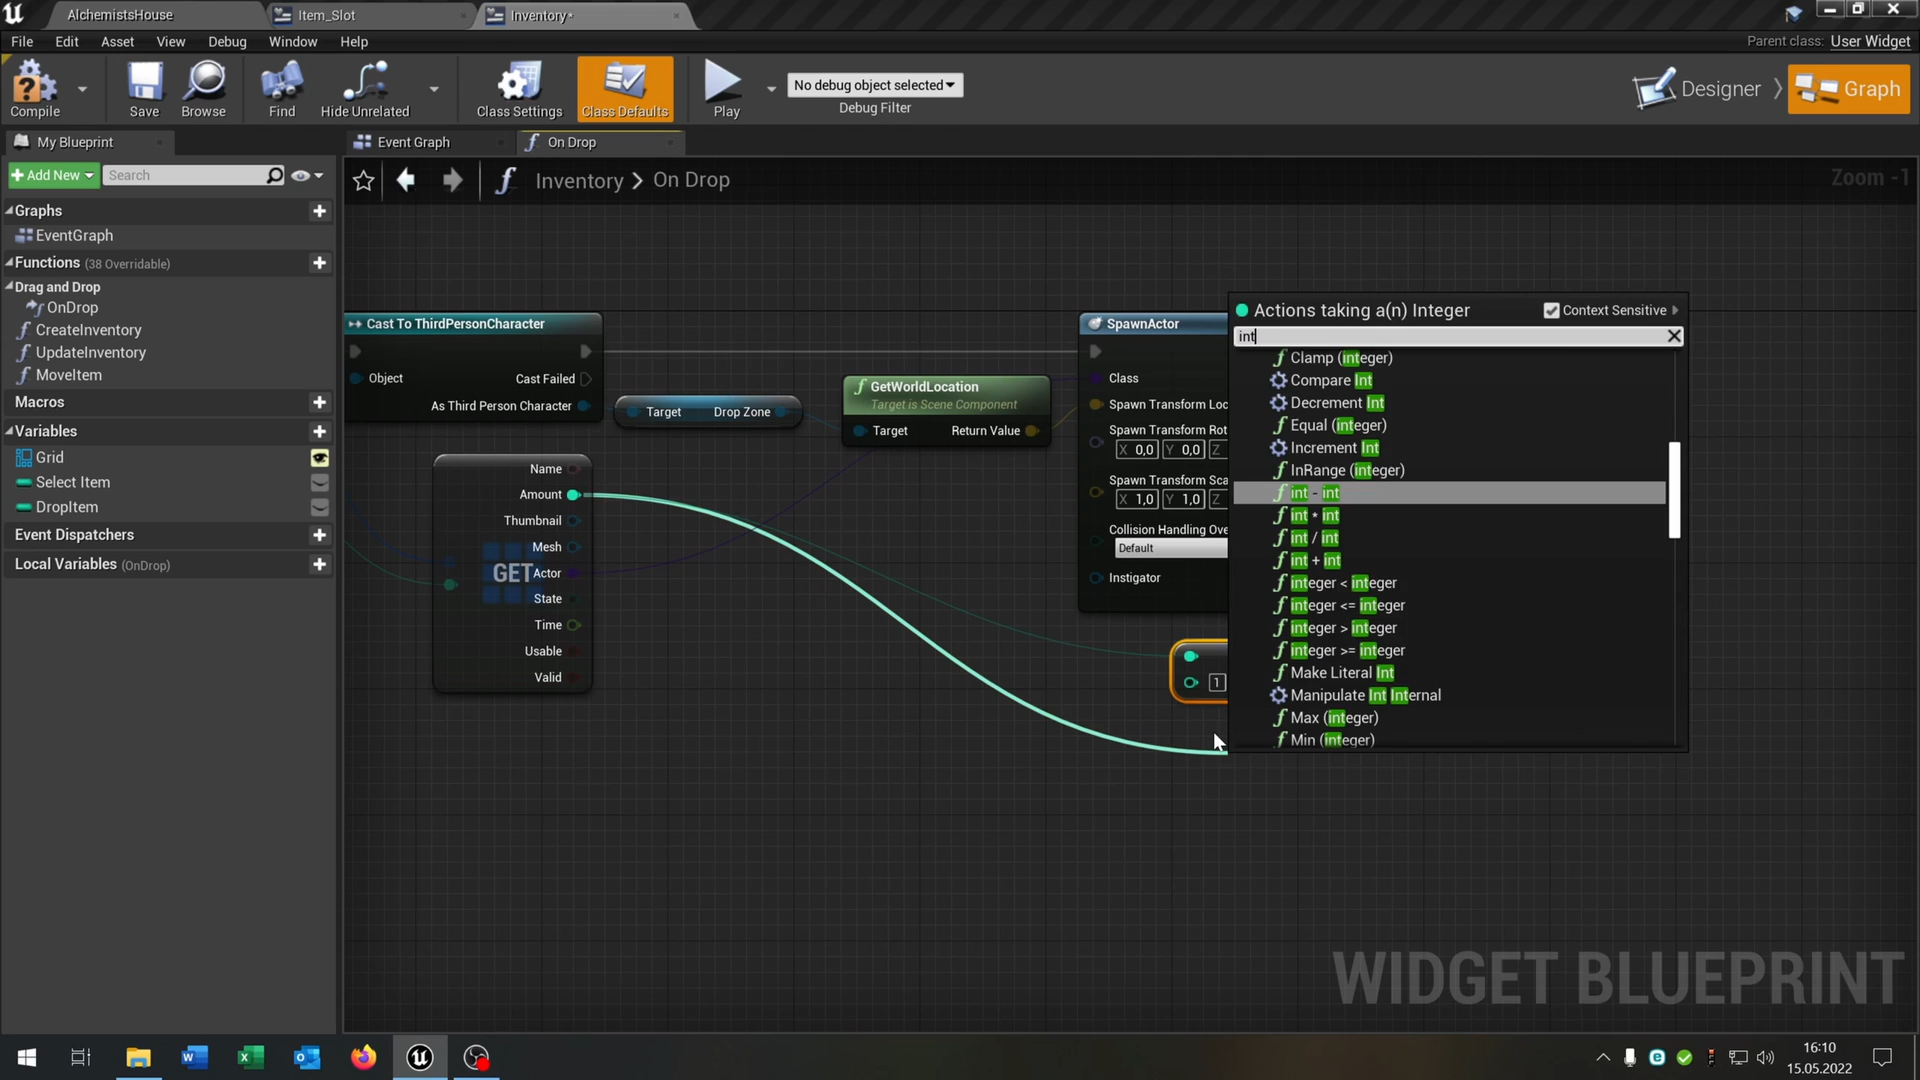 AlchemistsHouse
Item_Slot
Inventory*
File Edit Asset View Debug Window Help
Parent class: User Widget
Compile
Save
Browse
Find
Hide Unrelated
Class Settings
Class Defaults
Play
No debug object selected
Debug Filter
Designer
Graph
My Blueprint
Event Graph
On Drop
Add New
Search
Inventory > On Drop
Zoom -1
Graphs
EventGraph
Functions (38 Overridable)
Drag and Drop
OnDrop
CreateInventory
UpdateInventory
MoveItem
Macros
Variables
Grid
Select Item
DropItem
Event Dispatchers
Local Variables (OnDrop)
Cast To ThirdPersonCharacter
Object
Cast Failed
As Third Person Character
Target Drop Zone
GetWorldLocation
Target is Scene Component
Target Return Value
Name
Amount
Thumbnail
Mesh
GET
Actor
State
Time
Usable
Valid
SpawnActor
Class
Spawn Transform Loc
Spawn Transform Rot
X 0,0 Y 0,0 Z
Spawn Transform Sca
X 1,0 Y 1,0 Z
Collision Handling Ove
Default
Instigator
1
Actions taking a(n) Integer
Context Sensitive
int
Clamp (integer)
Compare Int
Decrement Int
Equal (integer)
Increment Int
InRange (integer)
int - int
int * int
int / int
int + int
integer < integer
integer <= integer
integer > integer
integer >= integer
Make Literal Int
Manipulate Int Internal
Max (integer)
Min (integer)
WIDGET BLUEPRINT
16:10
15.05.2022